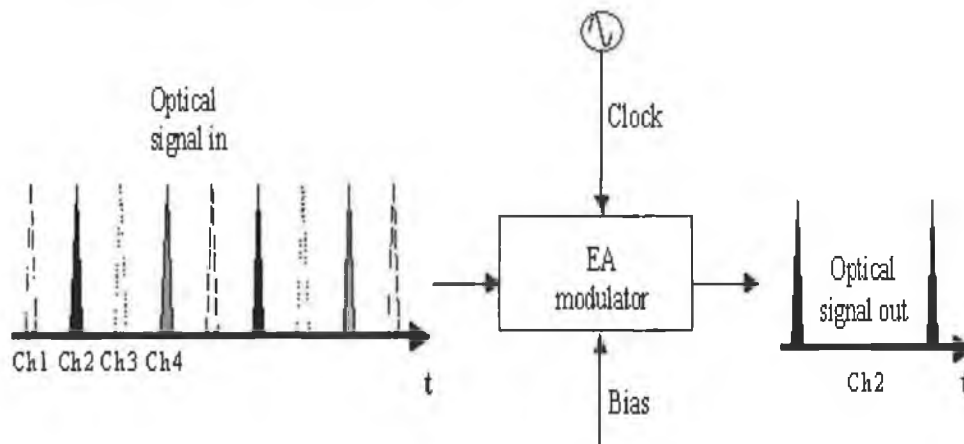 Optical
signal in
Clock
EA
modulator
Optical
signal out
Ch1 Ch2 Ch3 Ch4
t
Bias
Ch2
t